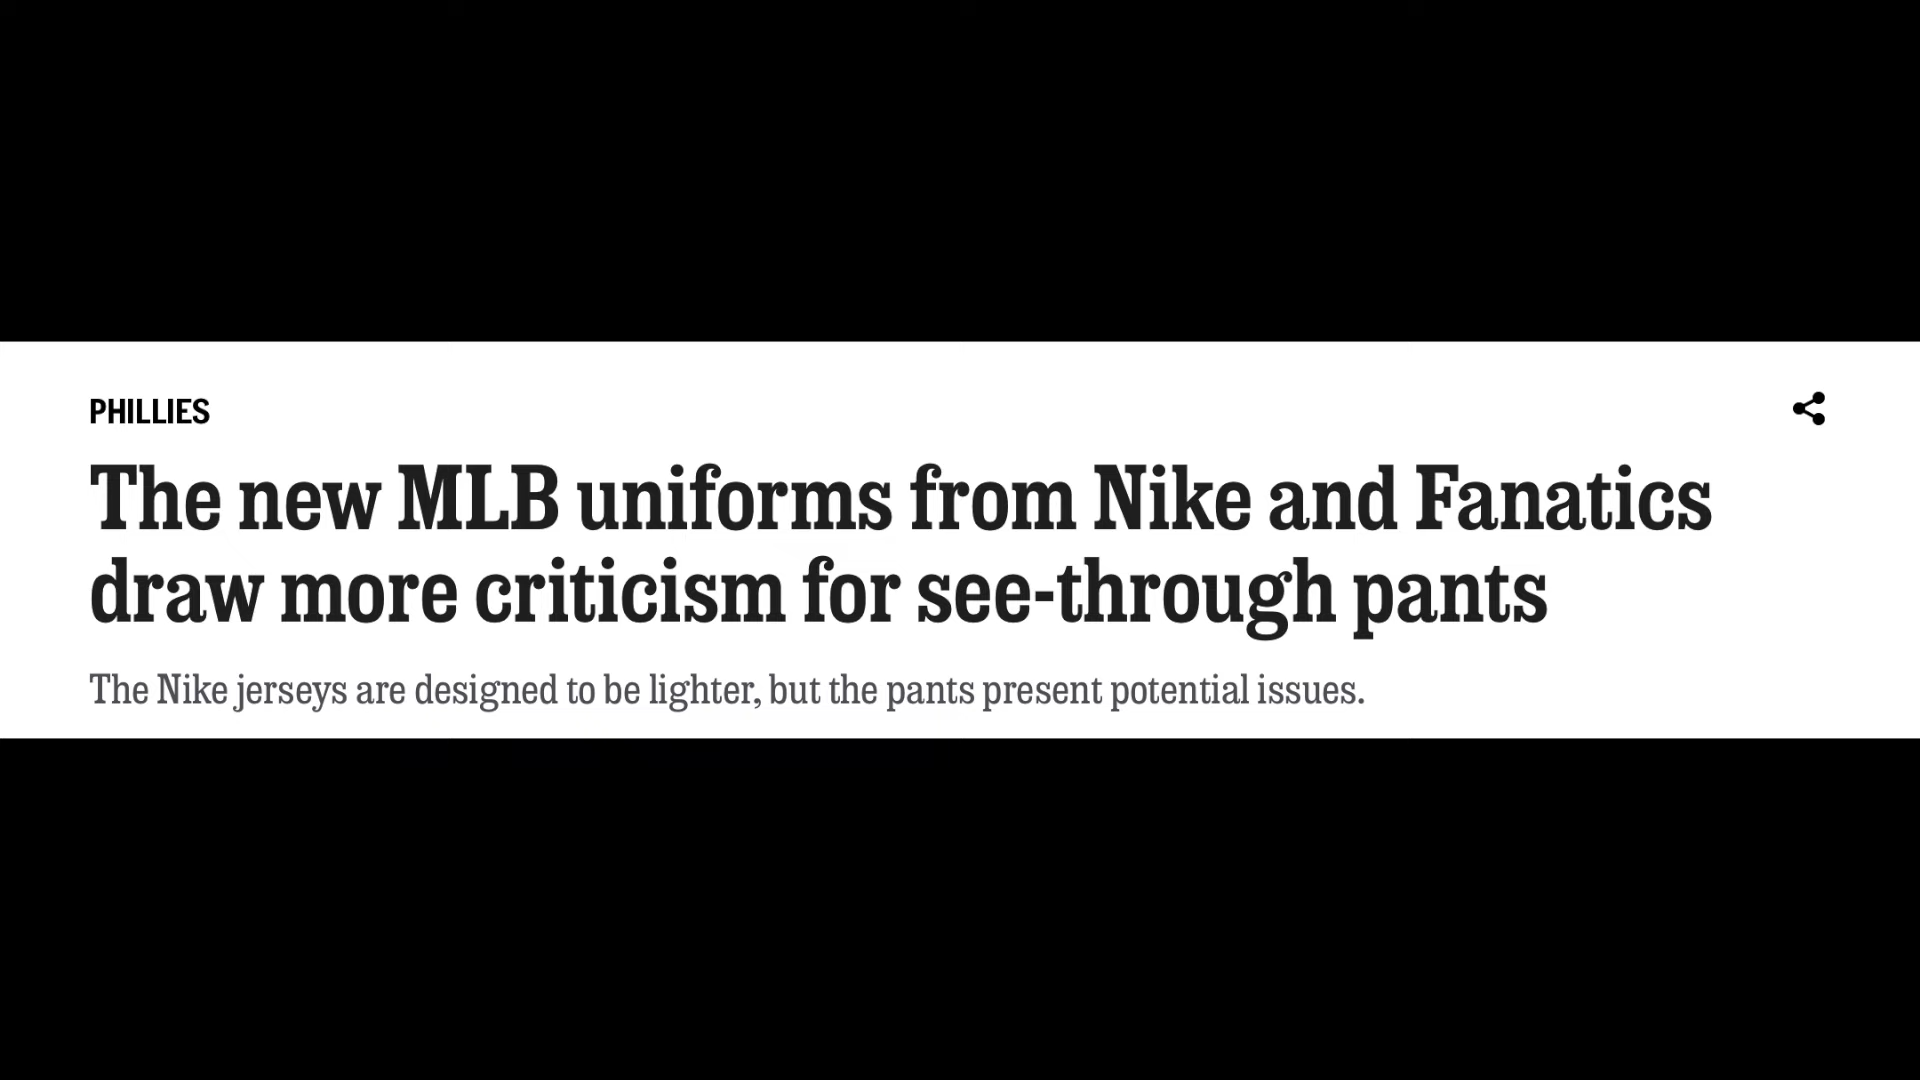 PHILLIES
The new MLB uniforms from Nike and Fanatics
draw more criticism for see-through pants
The Nike jerseys are designed to be lighter, but the pants present potential issues.